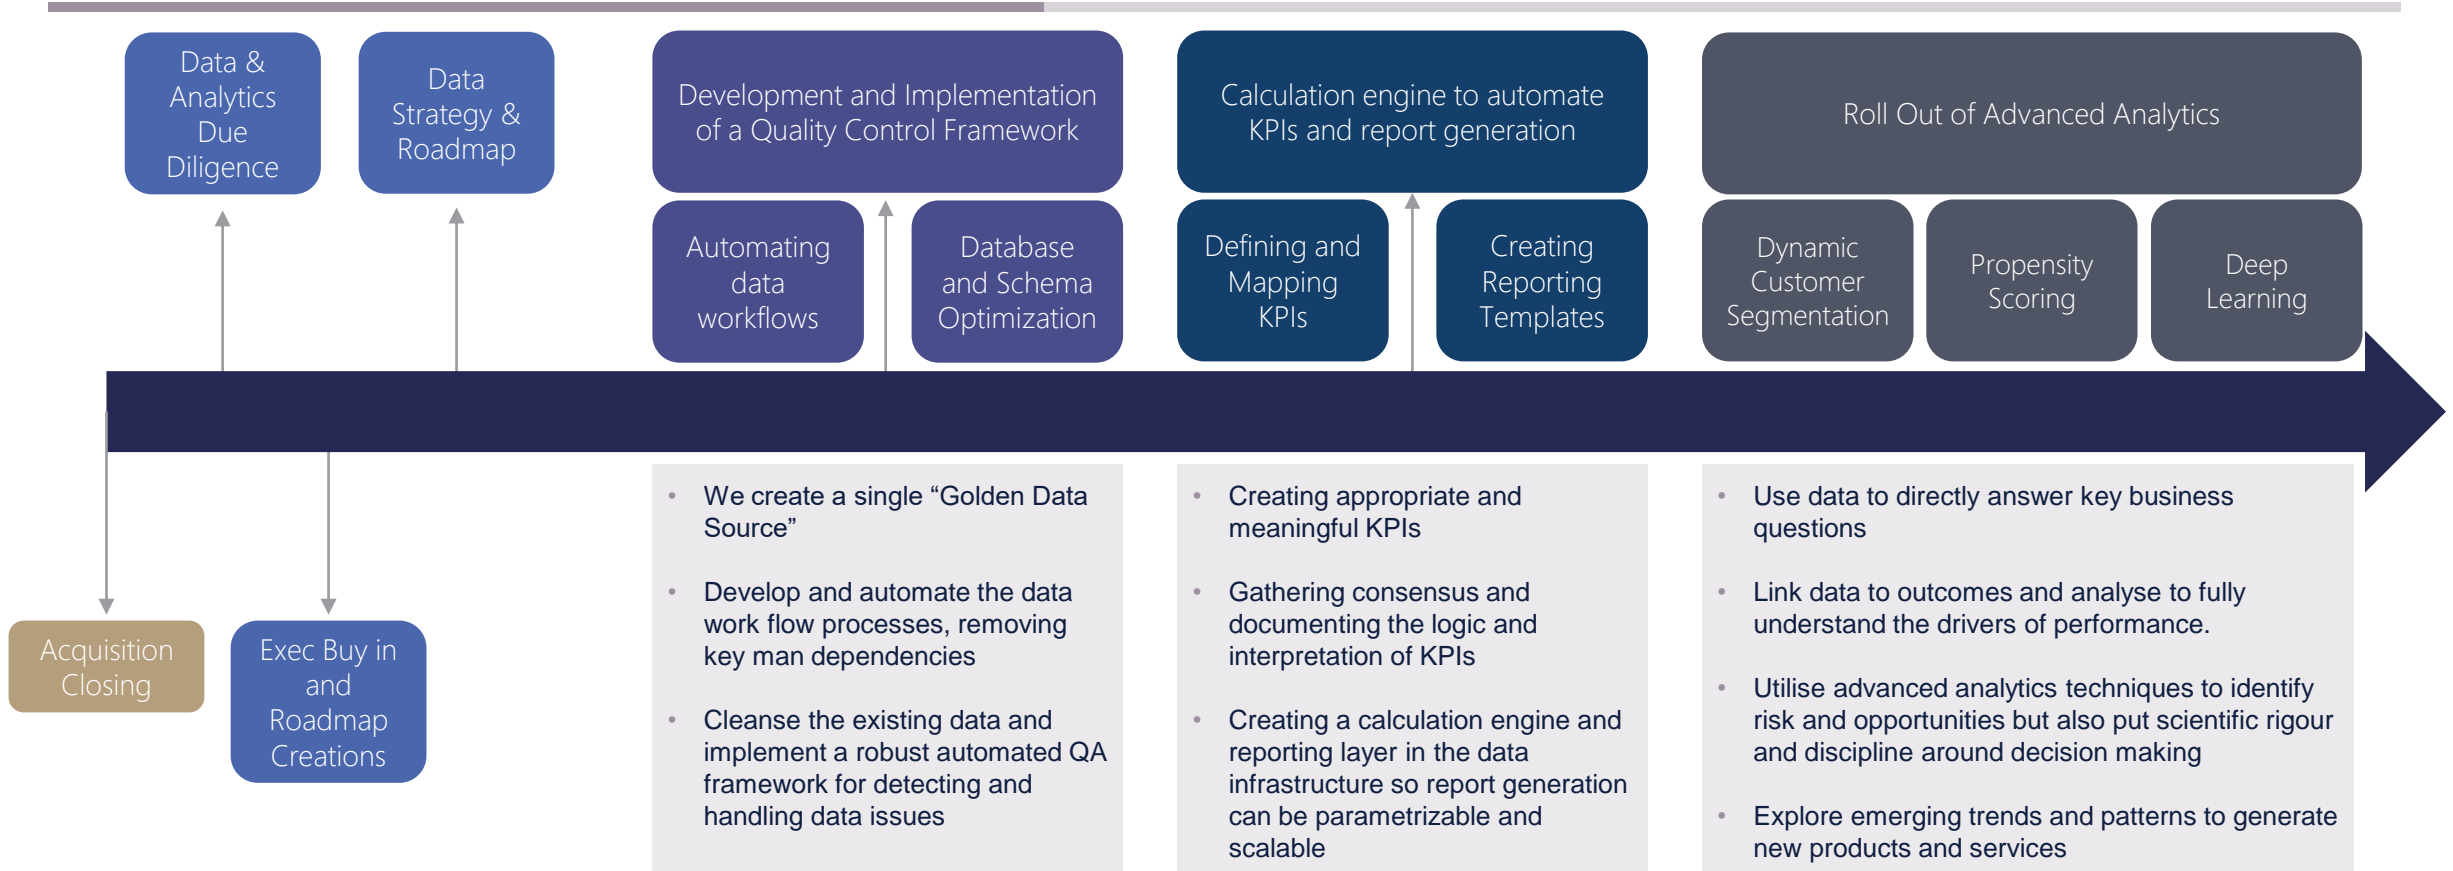 Data &
Analytics
Due
Diligence
Data
Strategy &
Roadmap
Development and Implementation
of a Quality Control Framework
Automating
data
workflows
Database
and Schema
Optimization
Calculation engine to automate
KPIs and report generation
Defining and
Mapping
KPIs
Creating
Reporting
Templates
Roll Out of Advanced Analytics
Dynamic
Customer
Segmentation
Propensity
Scoring
Deep
Learning
Acquisition
Closing
Exec Buy in
and
Roadmap
Creations
• We create a single “Golden Data
Source”
• Develop and automate the data
work flow processes, removing
key man dependencies
• Cleanse the existing data and
implement a robust automated QA
framework for detecting and
handling data issues
• Creating appropriate and
meaningful KPIs
• Gathering consensus and
documenting the logic and
interpretation of KPIs
• Creating a calculation engine and
reporting layer in the data
infrastructure so report generation
can be parametrizable and
scalable
• Use data to directly answer key business
questions
• Link data to outcomes and analyse to fully
understand the drivers of performance.
• Utilise advanced analytics techniques to identify
risk and opportunities but also put scientific rigour
and discipline around decision making
• Explore emerging trends and patterns to generate
new products and services